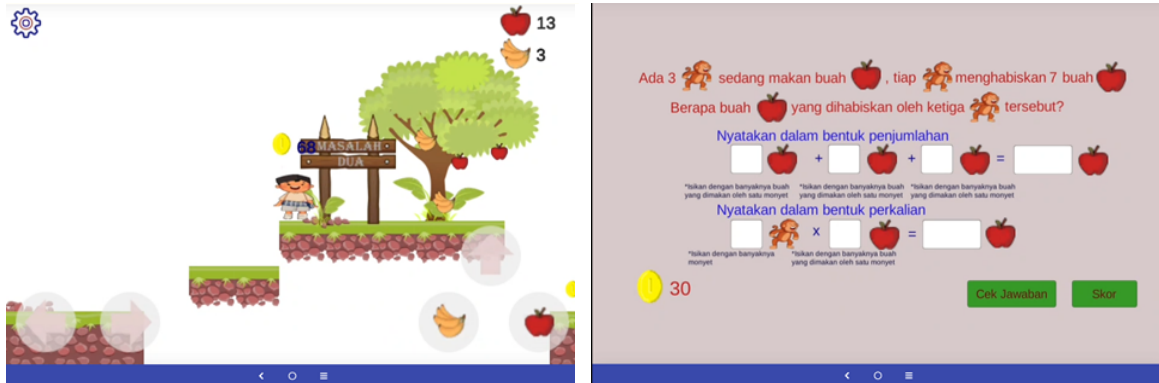 13
3
68
MASALAH
DUA
Ada 3 sedang makan buah , tiap menghabiskan 7 buah
Berapa buah yang dihabiskan oleh ketiga tersebut?
Nyatakan dalam bentuk penjumlahan
+ + =
*Isikan dengan banyaknya buah *Isikan dengan banyaknya buah *Isikan dengan banyaknya buah
yang dimakan oleh satu monyet yang dimakan oleh satu monyet yang dimakan oleh satu monyet
Nyatakan dalam bentuk perkalian
x =
*Isikan dengan banyaknya *Isikan dengan banyaknya buah
monyet yang dimakan oleh satu monyet
30
Cek Jawaban Skor